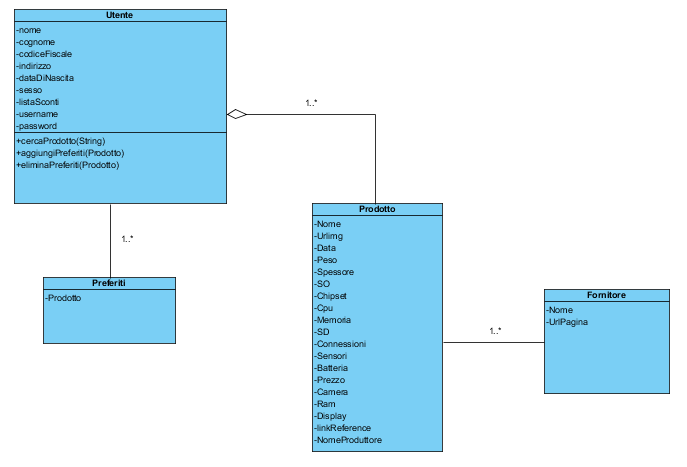 Utente
-nome
-cognome
-codiceFiscale
-indirizzo
-dataDiNascita
-sesso
-listaSconti
-username
-password
+cercaProdotto(String)
+aggiungiPreferiti(Prodotto)
+eliminaPreferiti(Prodotto)
1..*
1..*
Preferiti
-Prodotto
Prodotto
-Nome
-UrlImg
-Data
-Peso
-Spessore
-SO
-Chipset
-Cpu
-Memoria
-SD
-Connessioni
-Sensori
-Batteria
-Prezzo
-Camera
-Ram
-Display
-linkReference
-NomeProduttore
1..*
Fornitore
-Nome
-UrlPagina